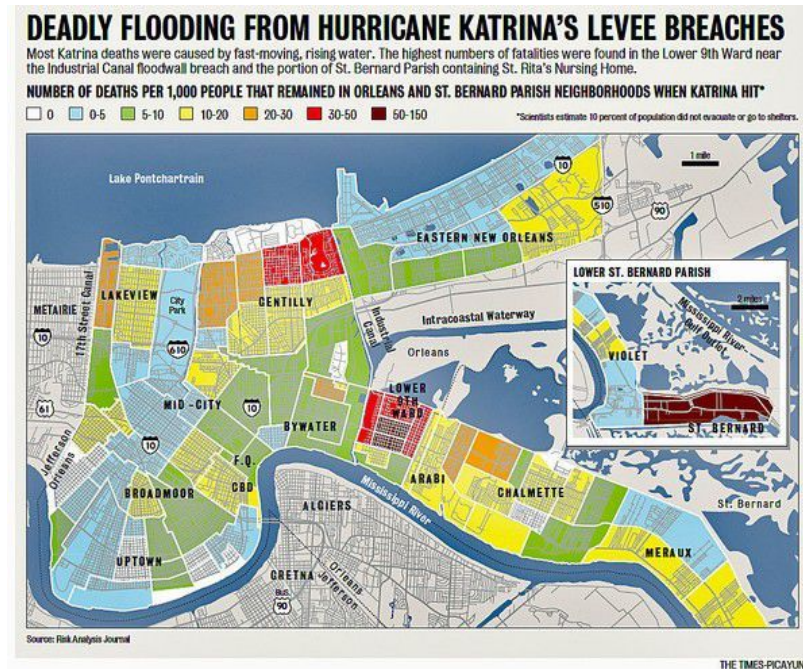 DEADLY FLOODING FROM HURRICANE KATRINA'S LEVEE BREACHES
Most Katrina deaths were caused by fast-moving, rising water. The highest numbers of fatalities were found in the Lower 9th Ward near
the Industrial Canal floodwall breach and the portion of St. Bernard Parish containing St. Rita's Nursing Home.
NUMBER OF DEATHS PER 1,000 PEOPLE THAT REMAINED IN ORLEANS AND ST. BERNARD PARISH NEIGHBORHOODS WHEN KATRINA HIT*
0 0-5 5-10 10-20 20-30 30-50 50-150
*Scientists estimate 10 percent of population did not evacuate or go to shelters.
Lake Pontchartrain
10
1 mile
510
90
EASTERN NEW ORLEANS
LAKEVIEW
City
Park
GENTILLY
METAIRIE
17th Street Canal
10
610
Industrial
Canal
Intracoastal Waterway
Orleans
LOWER ST. BERNARD PARISH
2 miles
Mississippi River-
Gulf Outlet
VIOLET
ST. BERNARD
61
MID-CITY
10
LOWER
9TH
WARD
BYWATER
Jefferson
Orleans
10
F.Q.
CBD
BROADMOOR
ARABI
CHALMETTE
ALGIERS
Mississippi River
St. Bernard
UPTOWN
MERAUX
GRETNA
Orleans
Jefferson
BUS.
90
Source: Risk Analysis Journal
THE TIMES-PICAYUN